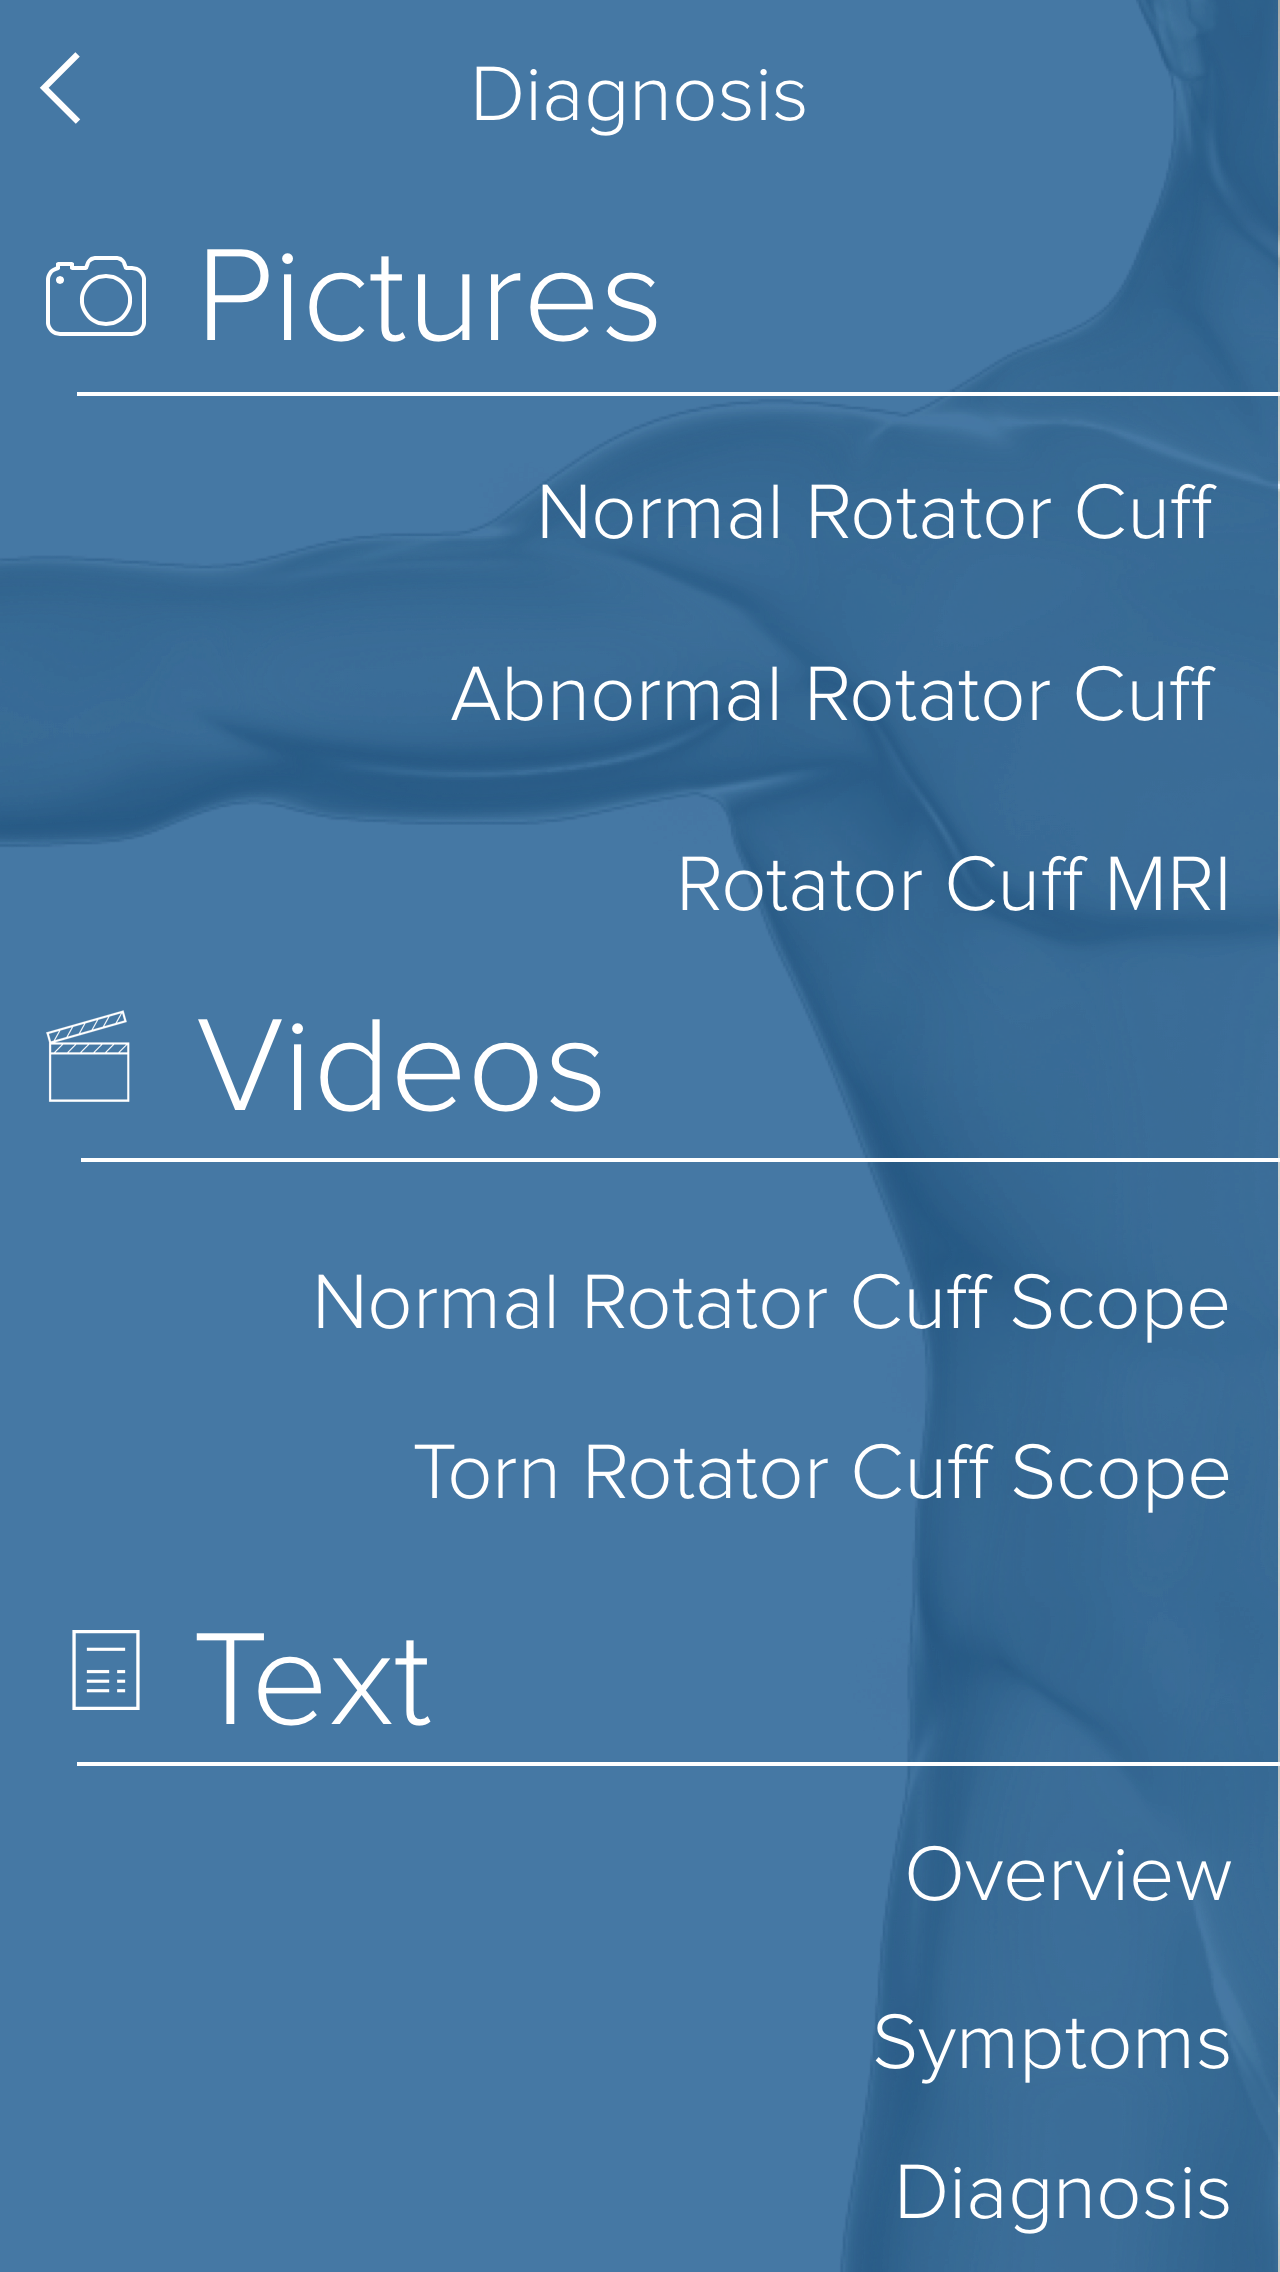 Diagnosis
Pictures
Normal Rotator Cuff
Abnormal Rotator Cuff
Rotator Cuff MRI
Videos
Normal Rotator Cuff Scope
Torn Rotator Cuff Scope
Text
Overview
Symptoms
Diagnosis